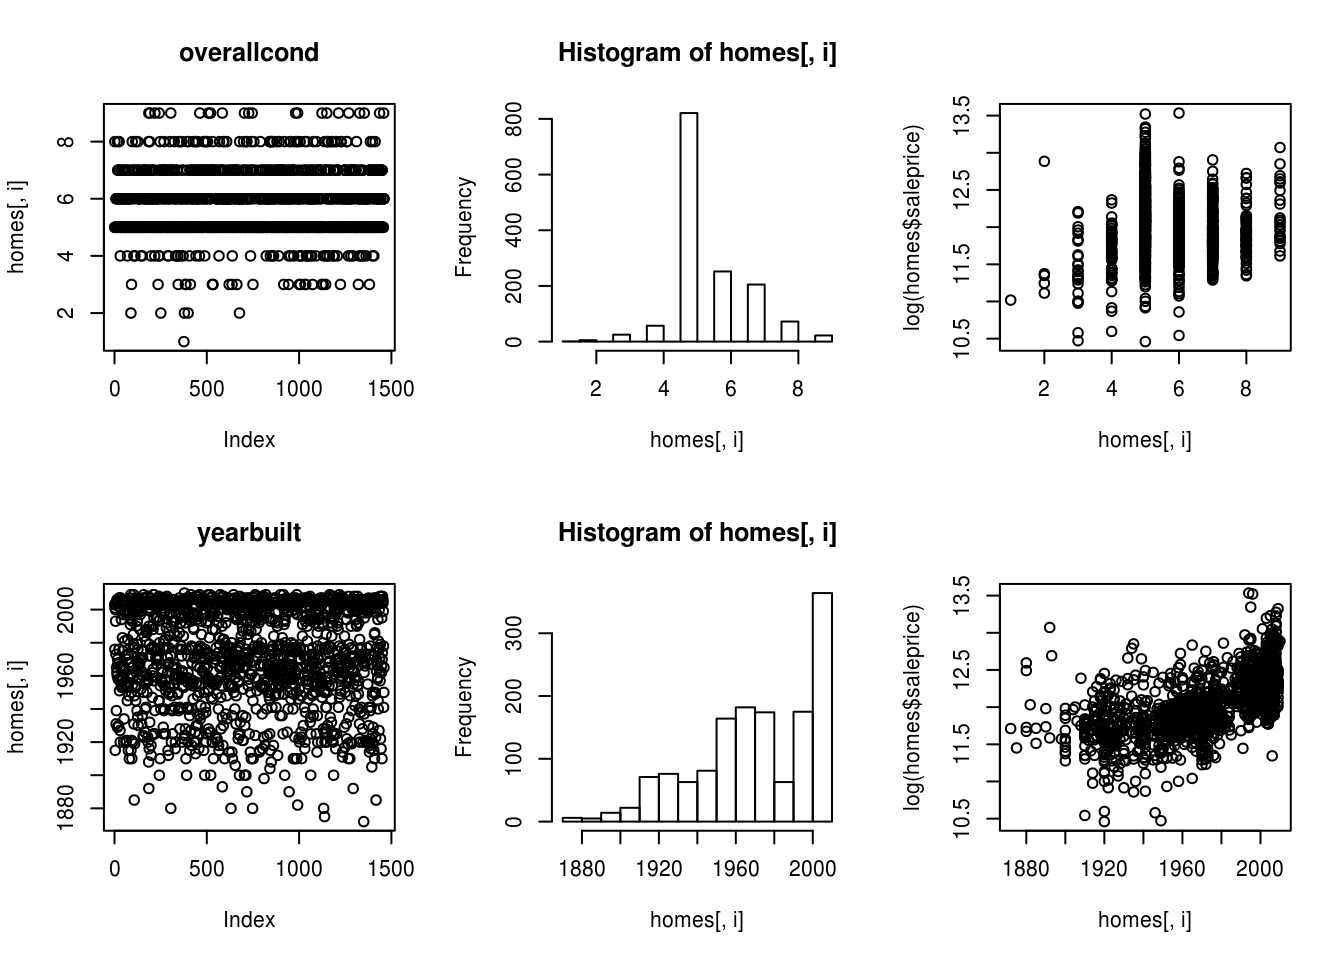 overallcond
homes[, i]
8
6
4
2
0 500 1000 1500
Index
Histogram of homes[, i]
Frequency
800
600
400
200
0
2 4 6 8
homes[, i]
log(homes$saleprice)
13.5
12.5
11.5
10.5
2 4 6 8
homes[, i]
yearbuilt
homes[, i]
2000
1960
1920
1880
0 500 1000 1500
Index
Histogram of homes[, i]
Frequency
300
200
100
0
1880 1920 1960 2000
homes[, i]
log(homes$saleprice)
13.5
12.5
11.5
10.5
1880 1920 1960 2000
homes[, i]